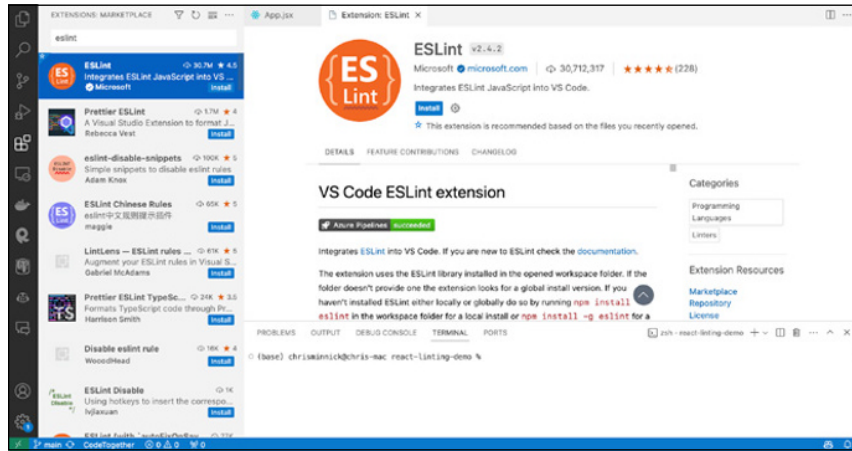 EXTENSIONS: MARKETPLACE
eslint
ESLint 30.7M ★ 4.5
Integrates ESLint JavaScript into VS ...
Microsoft Install
Prettier ESLint 1.7M ★ 4
A Visual Studio Extension to format J...
Rebecca Vest Install
eslint-disable-snippets 100K ★ 5
Simple snippets to disable eslint rules
Adam Knox Install
ESLint Chinese Rules 65K ★ 5
eslint中文规则提示插件
maggie Install
LintLens — ESLint rules ... 61K ★ 5
Augment your ESLint rules in Visual S...
Gabriel McAdams Install
Prettier ESLint TypeSc... 24K ★ 3.5
Formats TypeScript code through Pr...
Harrison Smith Install
Disable eslint rule 16K ★ 4
WooodHead Install
ESLint Disable 1K
Using hotkeys to insert the correspo...
lvjiaxuan Install
App.jsx
Extension: ESLint ×
ES
Lint
ESLint v2.4.2
Microsoft microsoft.com | 30,712,317 | ★★★★★ (228)
Integrates ESLint JavaScript into VS Code.
Install
★ This extension is recommended based on the files you recently opened.
DETAILS FEATURE CONTRIBUTIONS CHANGELOG
VS Code ESLint extension
Azure Pipelines succeeded
Integrates ESLint into VS Code. If you are new to ESLint check the documentation.
The extension uses the ESLint library installed in the opened workspace folder. If the
folder doesn't provide one the extension looks for a global install version. If you
haven't installed ESLint either locally or globally do so by running npm install
eslint in the workspace folder for a local install or npm install -g eslint for a
Categories
Programming
Languages
Linters
Extension Resources
Marketplace
Repository
License
PROBLEMS OUTPUT DEBUG CONSOLE TERMINAL PORTS
zsh - react-linting-demo
(base) chrisminnick@chris-mac react-linting-demo %
main CodeTogether 0 0 0